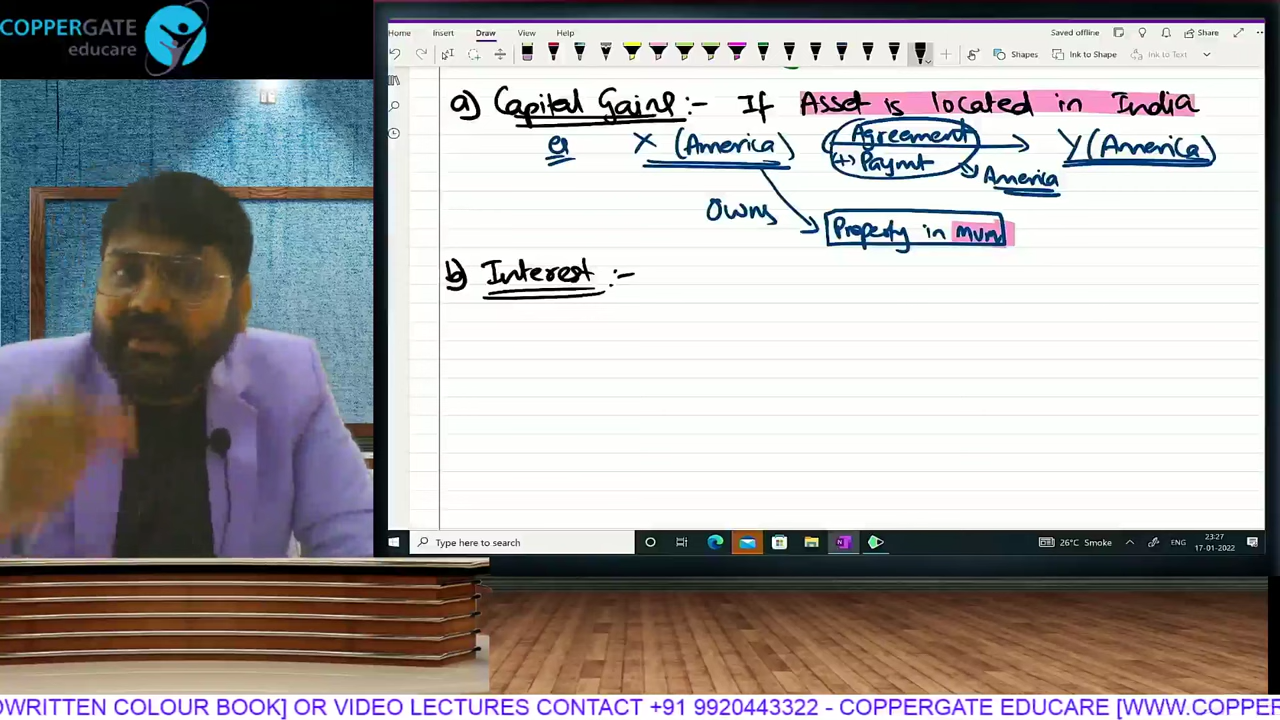 COPPERGATE
educare
Home Insert Draw View Help
Saved offline
Share
Shapes
Ink to Shape
Ink to Text
a) Capital Gains :- If Asset is located in India
eg X (America) Agreement (+) Paymt Y (America)
America
Owns
Property in mum
b) Interest :-
Type here to search
26°C Smoke
ENG
23:27
17-01-2022
OWRITTEN COLOUR BOOK] OR VIDEO LECTURES CONTACT +91 9920443322 - COPPERGATE EDUCARE [WWW.COPPER